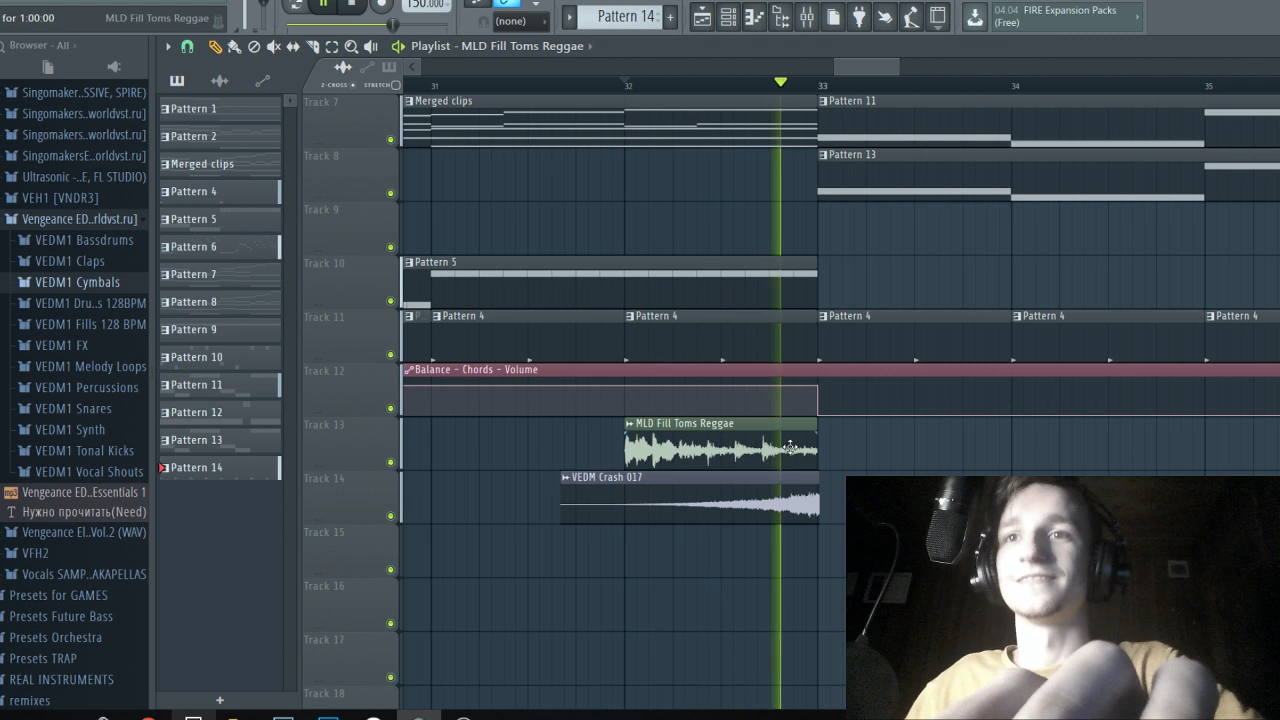 for 1:00:00
MLD Fill Toms Reggae
150.000
(none)
Pattern 14
+
04:04 FIRE Expansion Packs
(Free)
Browser - All
Playlist - MLD Fill Toms Reggae
Z-CROSS
STRETCH
31
32
33
34
35
Singomaker..SSIVE, SPIRE)
Singomakers..worldvst.ru]
Singomakers..worldvst.ru]
SingomakersE..orldvst.ru]
Ultrasonic -..E, FL STUDIO)
VEH1 [VNDR3]
Vengeance ED..rldvst.ru]
VEDM1 Bassdrums
VEDM1 Claps
VEDM1 Cymbals
VEDM1 Dru..s 128BPM
VEDM1 Fills 128 BPM
VEDM1 FX
VEDM1 Melody Loops
VEDM1 Percussions
VEDM1 Snares
VEDM1 Synth
VEDM1 Tonal Kicks
VEDM1 Vocal Shouts
Vengeance ED..Essentials 1
Нужно прочитать(Need)
Vengeance El..Vol.2 (WAV)
VFH2
Vocals SAMP..AKAPELLAS
Presets for GAMES
Presets Future Bass
Presets Orchestra
Presets TRAP
REAL INSTRUMENTS
remixes
Pattern 1
Pattern 2
Merged clips
Pattern 4
Pattern 5
Pattern 6
Pattern 7
Pattern 8
Pattern 9
Pattern 10
Pattern 11
Pattern 12
Pattern 13
Pattern 14
+
Track 7
Merged clips
Pattern 11
Track 8
Pattern 13
Track 9
Track 10
Pattern 5
Track 11
P..
Pattern 4
Pattern 4
Pattern 4
Pattern 4
Pattern 4
Track 12
Balance - Chords - Volume
Track 13
MLD Fill Toms Reggae
Track 14
VEDM Crash 017
Track 15
Track 16
Track 17
Track 18